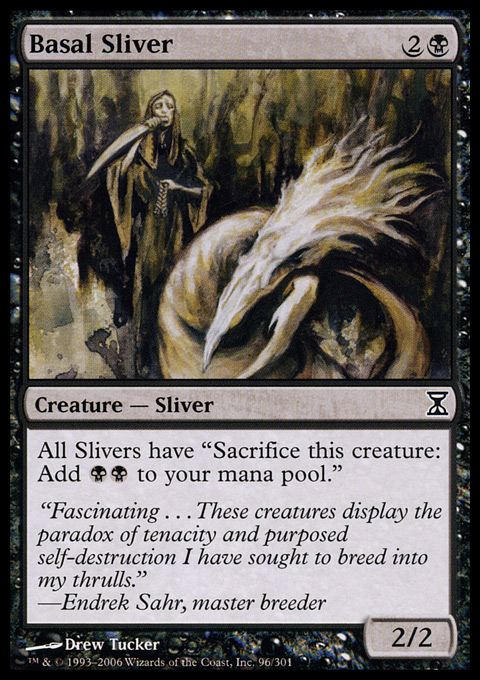 Basal Sliver 2
Creature — Sliver
All Slivers have “Sacrifice this creature:
Add to your mana pool.”
“Fascinating . . . These creatures display the
paradox of tenacity and purposed
self-destruction I have sought to breed into
my thrulls.”
—Endrek Sahr, master breeder
Drew Tucker
2/2
™ & © 1993–2006 Wizards of the Coast, Inc. 96/301